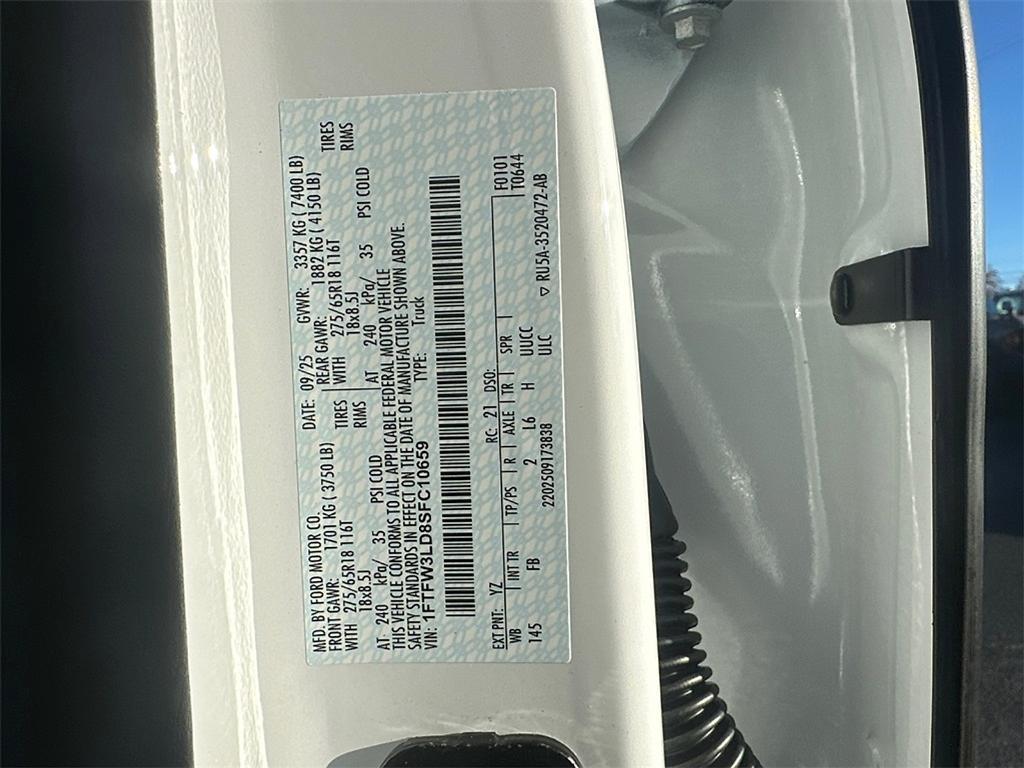 MFD. BY FORD MOTOR CO.
DATE: 09/25 GVWR: 3357 KG ( 7400 LB)
FRONT GAWR: 1701 KG ( 3750 LB) REAR GAWR: 1882 KG ( 4150 LB)
WITH 275/65R18 116T TIRES WITH 275/65R18 116T TIRES
18x8.5J RIMS 18x8.5J RIMS
AT 240 kPa/ 35 PSI COLD AT 240 kPa/ 35 PSI COLD
THIS VEHICLE CONFORMS TO ALL APPLICABLE FEDERAL MOTOR VEHICLE
SAFETY STANDARDS IN EFFECT ON THE DATE OF MANUFACTURE SHOWN ABOVE.
VIN: 1FTFW3LD8SFC10659 TYPE: Truck
EXT PNT: YZ RC: 21 DSO: F0101
WB INT TR TP/PS R AXLE TR SPR T0644
145 FB 2 L6 H UUCC
2202509173838 ULC ▽ RU5A-3520472-AB